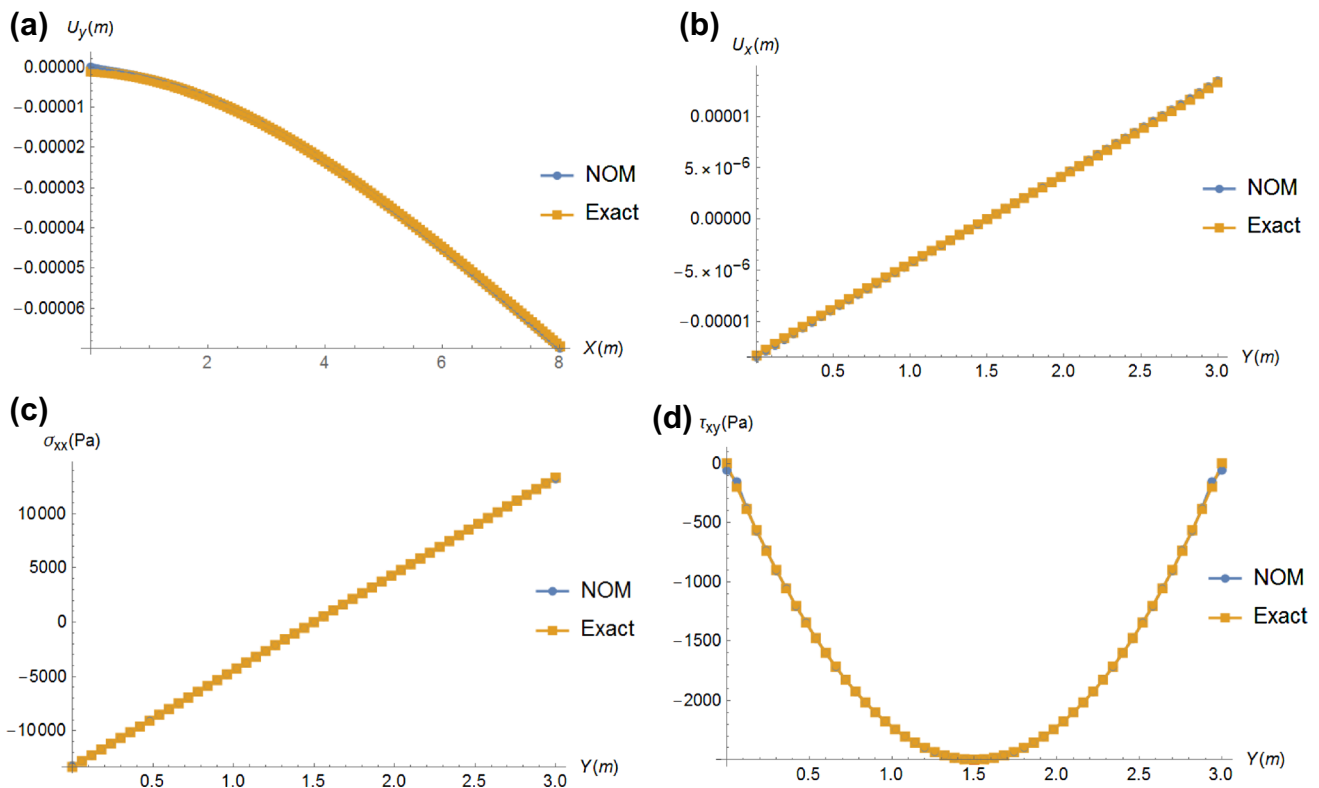 (a)
U_y(m)
0.00000
−0.00001
−0.00002
−0.00003
−0.00004
−0.00005
−0.00006
2 4 6 8
X(m)
NOM
Exact
(b)
U_x(m)
0.00001
5.×10^−6
0.00000
−5.×10^−6
−0.00001
0.5 1.0 1.5 2.0 2.5 3.0
Y(m)
NOM
Exact
(c)
σ_xx(Pa)
10000
5000
0
−5000
−10000
0.5 1.0 1.5 2.0 2.5 3.0
Y(m)
NOM
Exact
(d)
τ_xy(Pa)
0
−500
−1000
−1500
−2000
0.5 1.0 1.5 2.0 2.5 3.0
Y(m)
NOM
Exact